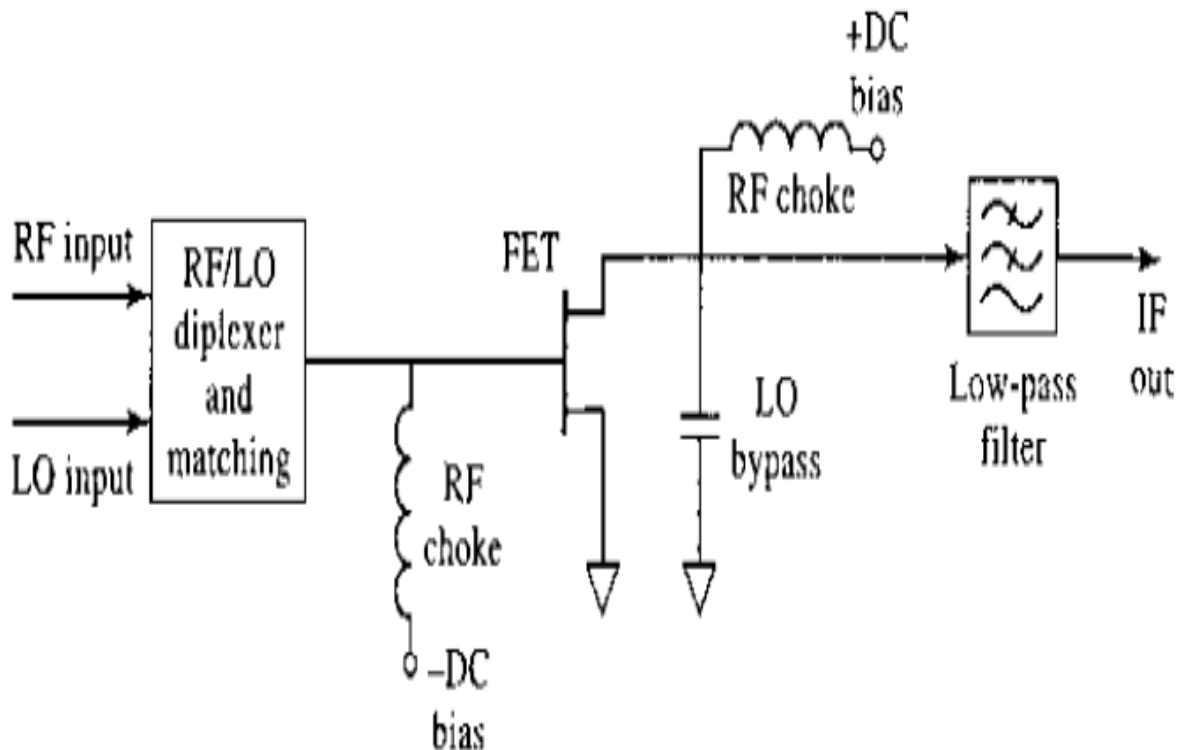 +DC
bias
RF choke
RF input
RF/LO
diplexer
and
matching
LO input
FET
LO
bypass
Low-pass
filter
IF
out
RF
choke
–DC
bias